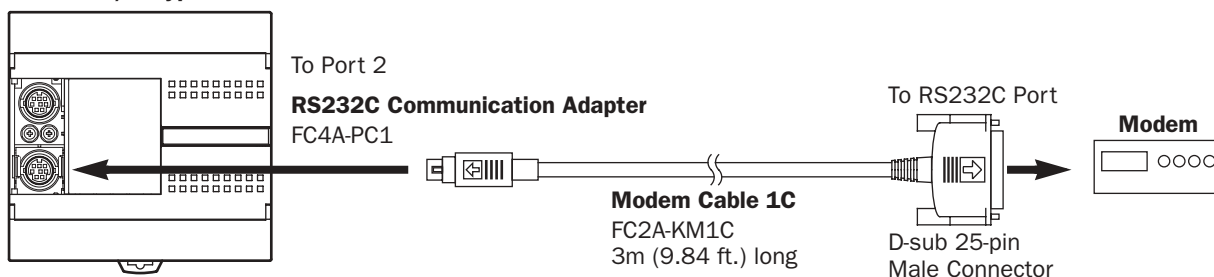 To Port 2
RS232C Communication Adapter
FC4A-PC1
Modem Cable 1C
FC2A-KM1C
3m (9.84 ft.) long
To RS232C Port
D-sub 25-pin
Male Connector
Modem